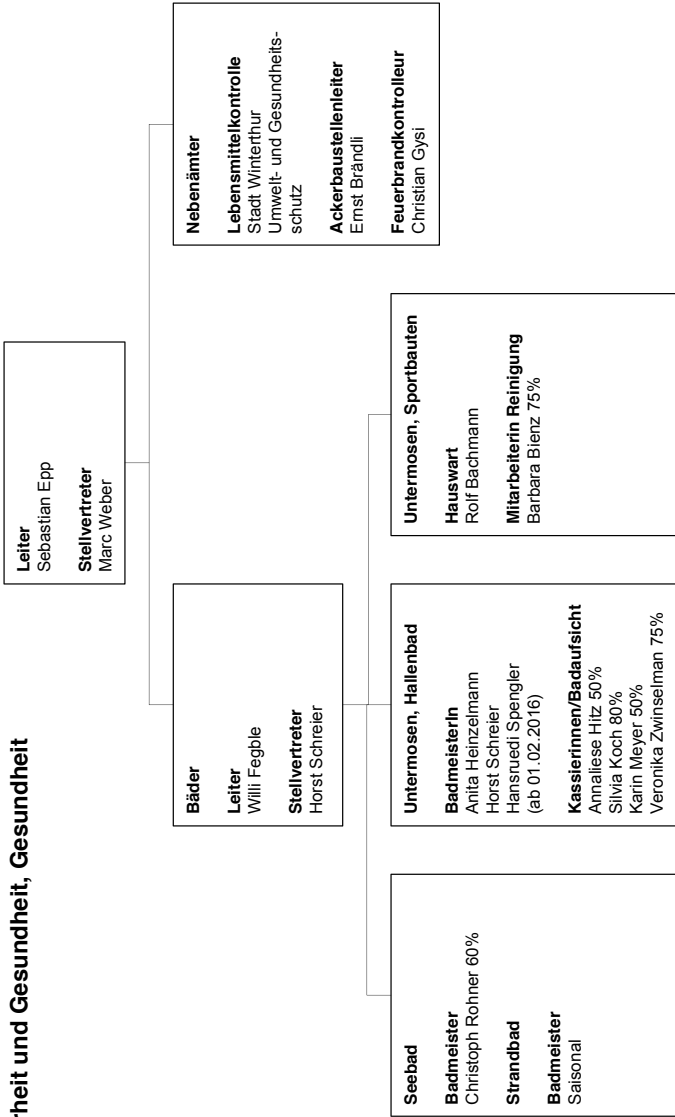 rheit und Gesundheit, Gesundheit
Leiter
Sebastian Epp
Stellvertreter
Marc Weber
Bäder
Leiter
Willi Fegble
Stellvertreter
Horst Schreier
Nebenämter
Lebensmittelkontrolle
Stadt Winterthur
Umwelt- und Gesundheits-
schutz
Ackerbaustellenleiter
Ernst Brändli
Feuerbrandkontrolleur
Christian Gysi
Seebad
Badmeister
Christoph Rohner 60%
Strandbad
Badmeister
Saisonal
Untermosen, Hallenbad
BadmeisterIn
Anita Heinzelmann
Horst Schreier
Hansruedi Spengler
(ab 01.02.2016)
Kassierinnen/Badaufsicht
Annaliese Hitz 50%
Silvia Koch 80%
Karin Meyer 50%
Veronika Zwinselman 75%
Untermosen, Sportbauten
Hauswart
Rolf Bachmann
Mitarbeiterin Reinigung
Barbara Bienz 75%